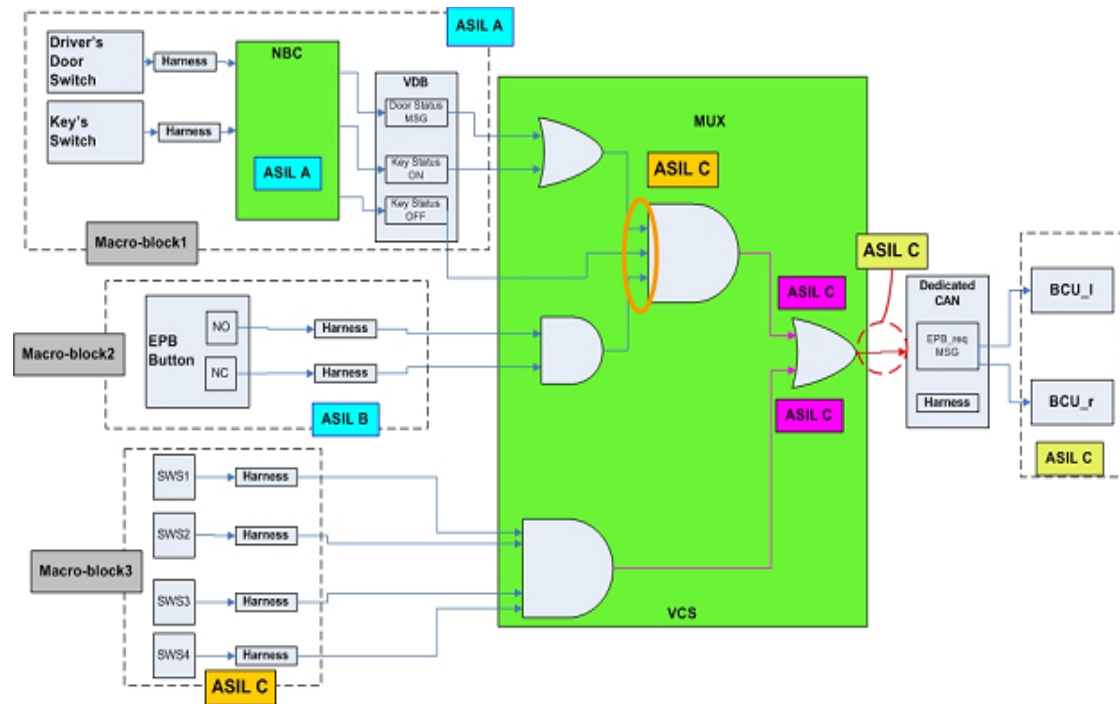 ASIL A
Driver's
Door
Switch
Harness
NBC
VDB
Door Status
MSG
Key's
Switch
Harness
Key Status
ON
ASIL A
Key Status
OFF
Macro-block1
MUX
ASIL C
EPB
Button
NO
NC
Harness
Harness
Macro-block2
ASIL B
ASIL C
ASIL C
ASIL C
Dedicated
CAN
EPB_req
MSG
Harness
BCU_l
BCU_r
ASIL C
SWS1
Harness
SWS2
Harness
Macro-block3
SWS3
Harness
SWS4
Harness
VCS
ASIL C